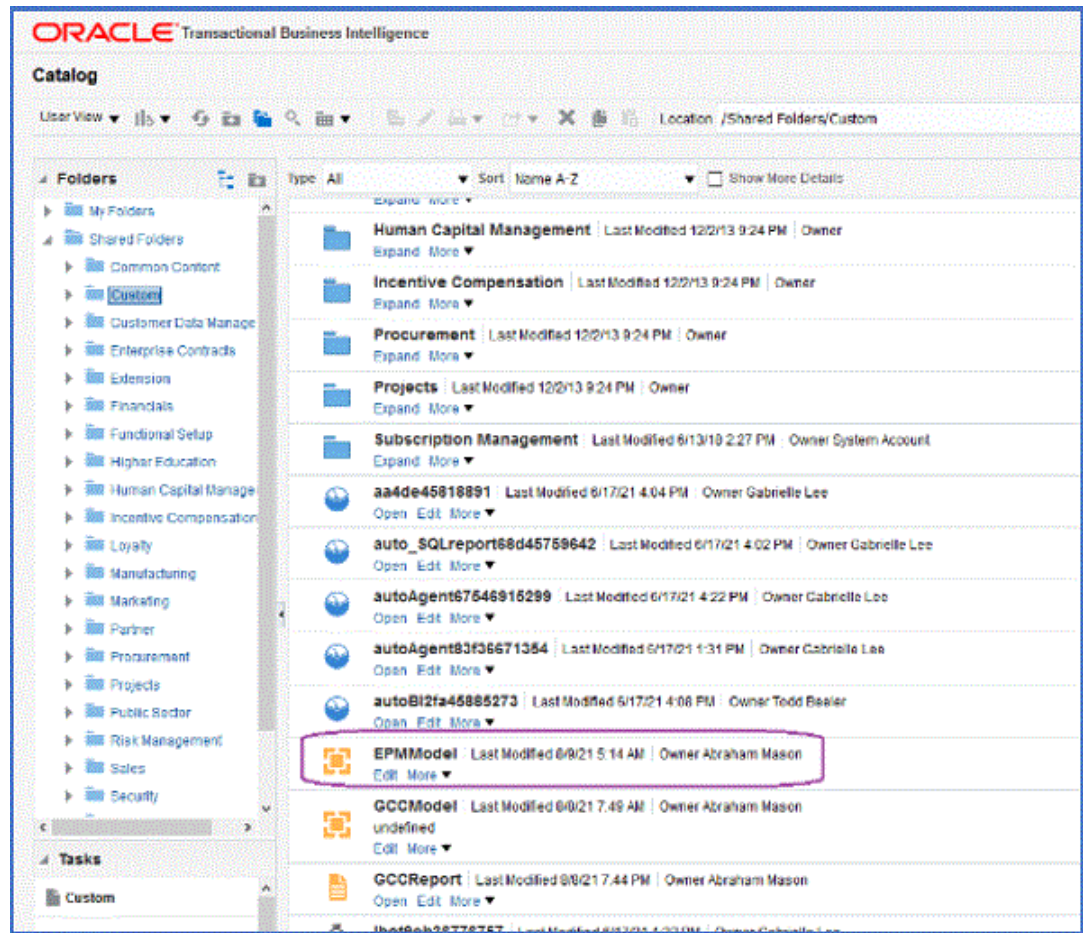 ORACLE Transactional Business Intelligence
Catalog
User View
Location /Shared Folders/Custom
Folders
Type All Sort Name A-Z Show More Details
My Folders
Shared Folders
Common Content
Custom
Customer Data Manage
Enterprise Contracts
Extension
Financials
Functional Setup
Higher Education
Human Capital Manage
Incentive Compensation
Loyalty
Manufacturing
Marketing
Partner
Procurement
Projects
Public Sector
Risk Management
Sales
Security
Tasks
Custom
Expand More
Human Capital Management Last Modified 12/2/13 9:24 PM Owner
Expand More
Incentive Compensation Last Modified 12/2/13 9:24 PM Owner
Expand More
Procurement Last Modified 12/2/13 9:24 PM Owner
Expand More
Projects Last Modified 12/2/13 9:24 PM Owner
Expand More
Subscription Management Last Modified 6/13/18 2:27 PM Owner System Account
Expand More
aa4de45818891 Last Modified 6/17/21 4:04 PM Owner Gabrielle Lee
Open Edit More
auto_SQLreport68d45759642 Last Modified 6/17/21 4:02 PM Owner Gabrielle Lee
Open Edit More
autoAgent67546915299 Last Modified 6/17/21 4:22 PM Owner Gabrielle Lee
Open Edit More
autoAgent83f36671354 Last Modified 6/17/21 1:31 PM Owner Gabrielle Lee
Open Edit More
autoBI2fa45885273 Last Modified 6/17/21 4:08 PM Owner Todd Beeler
Open Edit More
EPMModel Last Modified 8/9/21 5:14 AM Owner Abraham Mason
Edit More
GCCModel Last Modified 8/8/21 7:49 AM Owner Abraham Mason
undefined
Edit More
GCCReport Last Modified 8/8/21 7:44 PM Owner Abraham Mason
Open Edit More